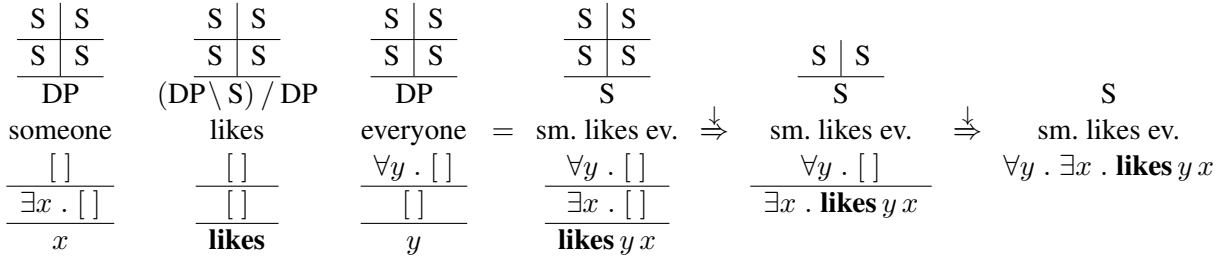 S | S    S | S    S | S    S | S
S | S    S | S    S | S    S | S    S | S
DP    (DP\ S) / DP    DP    S    S    S
someone    likes    everyone    =    sm. likes ev.    ⇛↓    sm. likes ev.    ⇛↓    sm. likes ev.
[ ]    [ ]    ∀y . [ ]    ∀y . [ ]    ∀y . [ ]    ∀y . ∃x . likes y x
∃x . [ ]    [ ]    [ ]    ∃x . [ ]    ∃x . likes y x
x    likes    y    likes y x